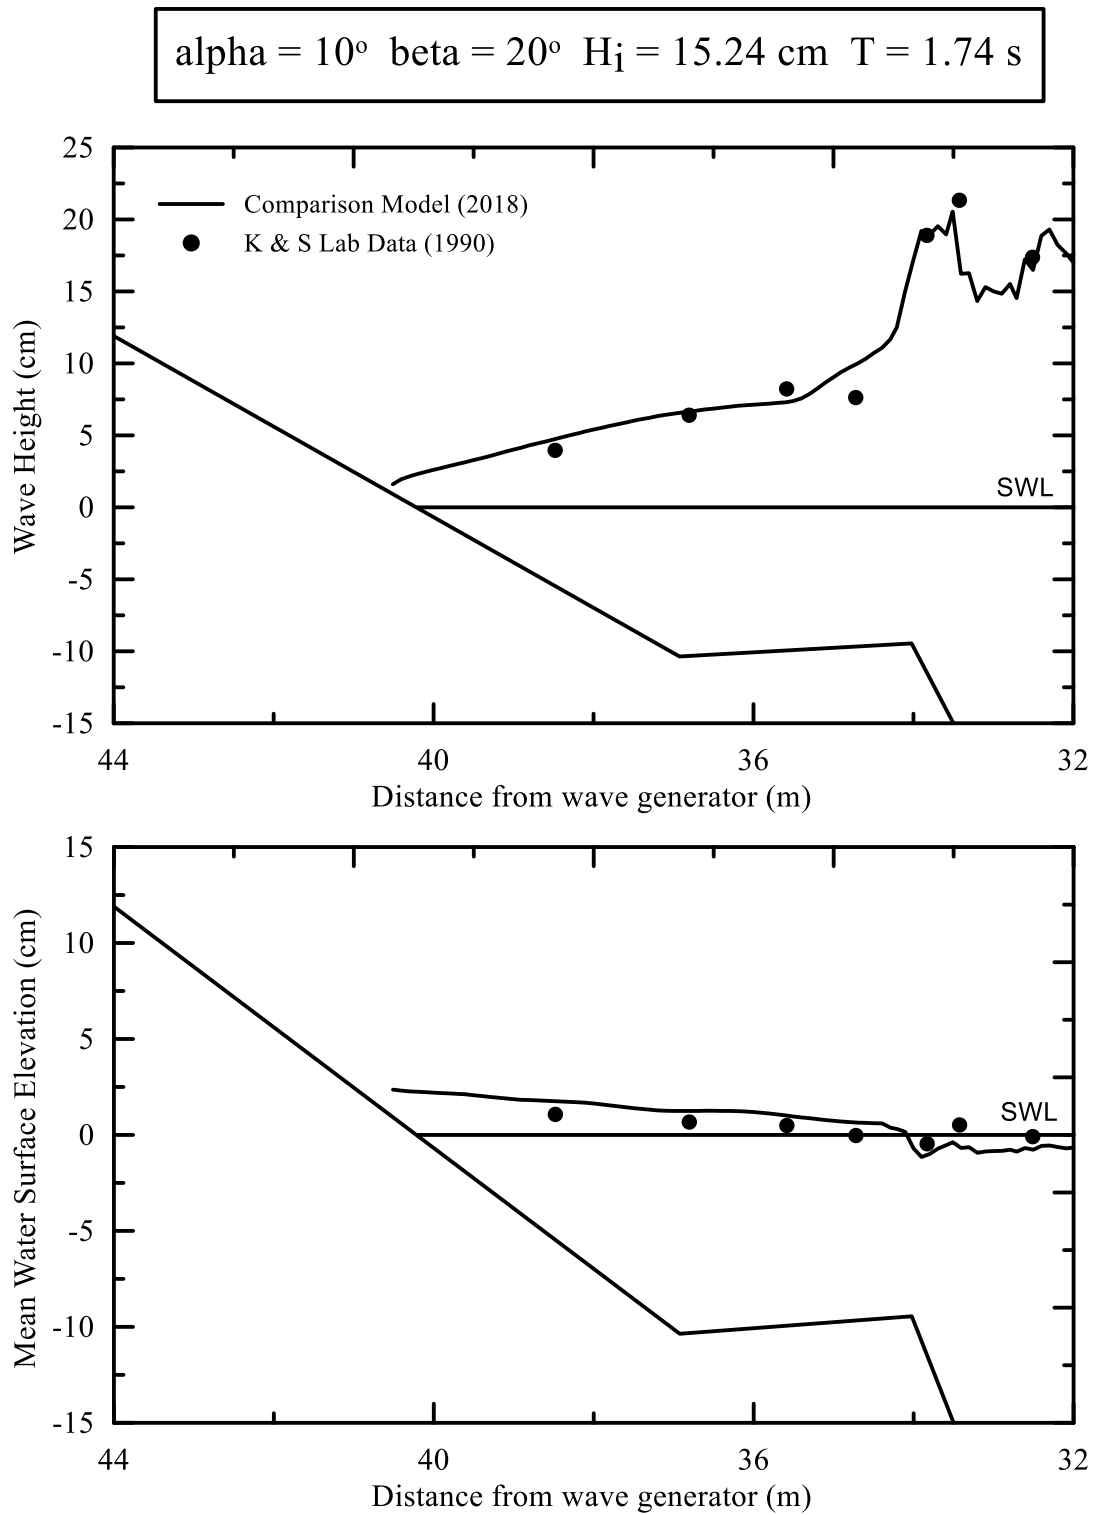 alpha = 10º beta = 20º Hi = 15.24 cm T = 1.74 s
25
20
15
10
5
0
-5
-10
-15
Wave Height (cm)
Comparison Model (2018)
K & S Lab Data (1990)
SWL
44
40
36
32
Distance from wave generator (m)
15
10
5
0
-5
-10
-15
Mean Water Surface Elevation (cm)
SWL
44
40
36
32
Distance from wave generator (m)